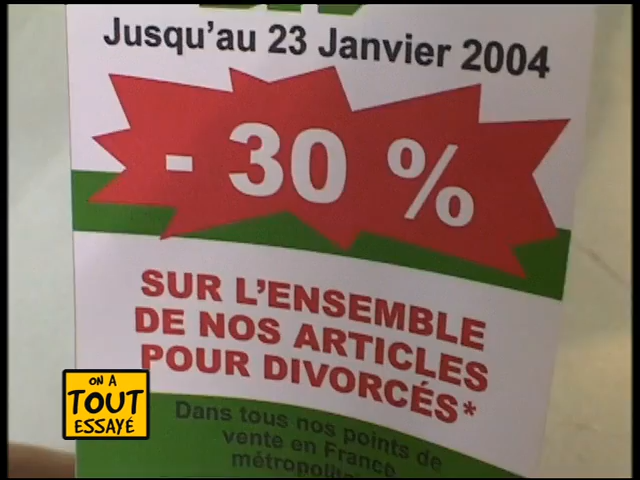 Jusqu'au 23 Janvier 2004
- 30 %
SUR L'ENSEMBLE
DE NOS ARTICLES
POUR DIVORCÉS*
Dans tous nos points de
vente en France
ON A
TOUT
ESSAYÉ